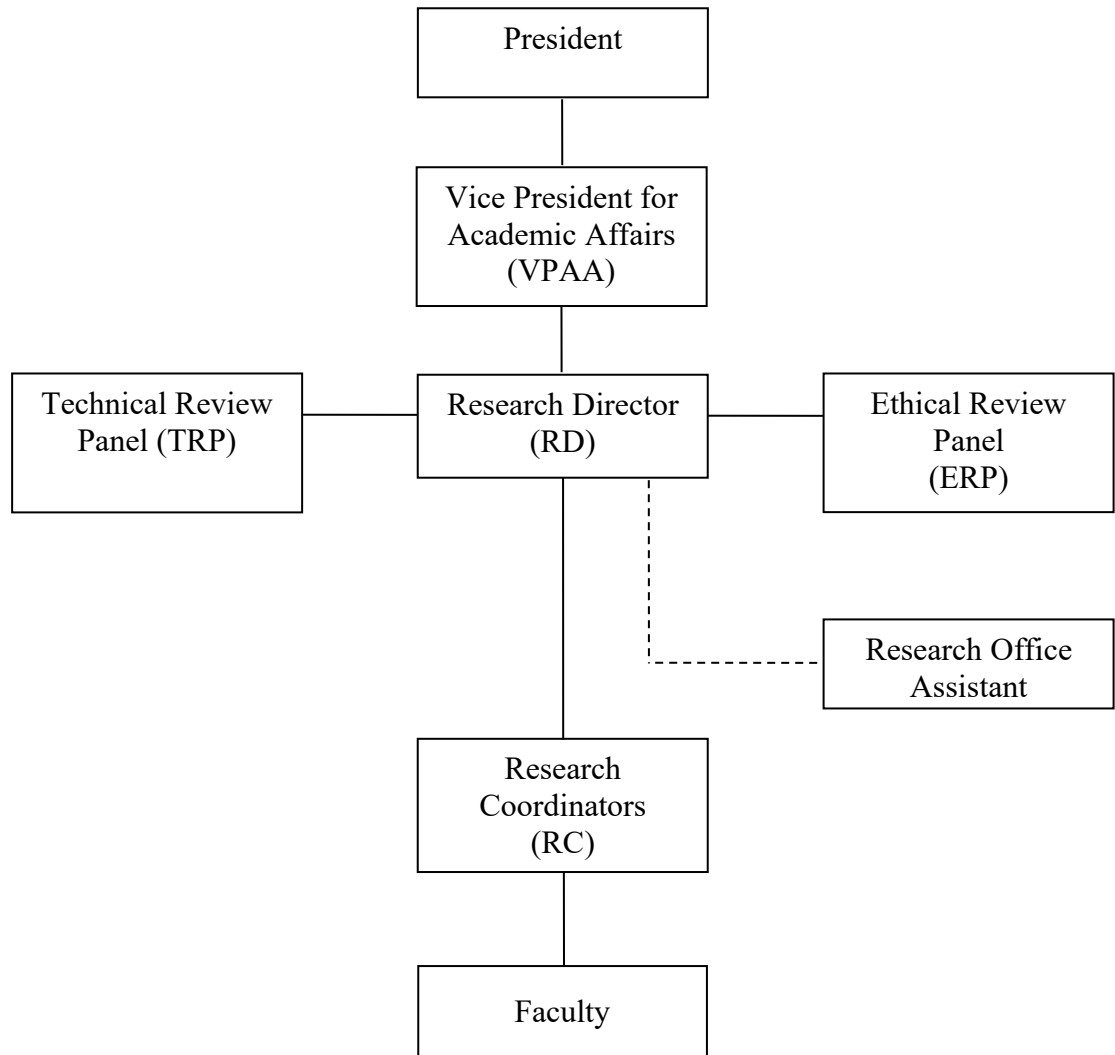 President
Vice President for
Academic Affairs
(VPAA)
Technical Review
Panel (TRP)
Research Director
(RD)
Ethical Review
Panel
(ERP)
Research Office
Assistant
Research
Coordinators
(RC)
Faculty